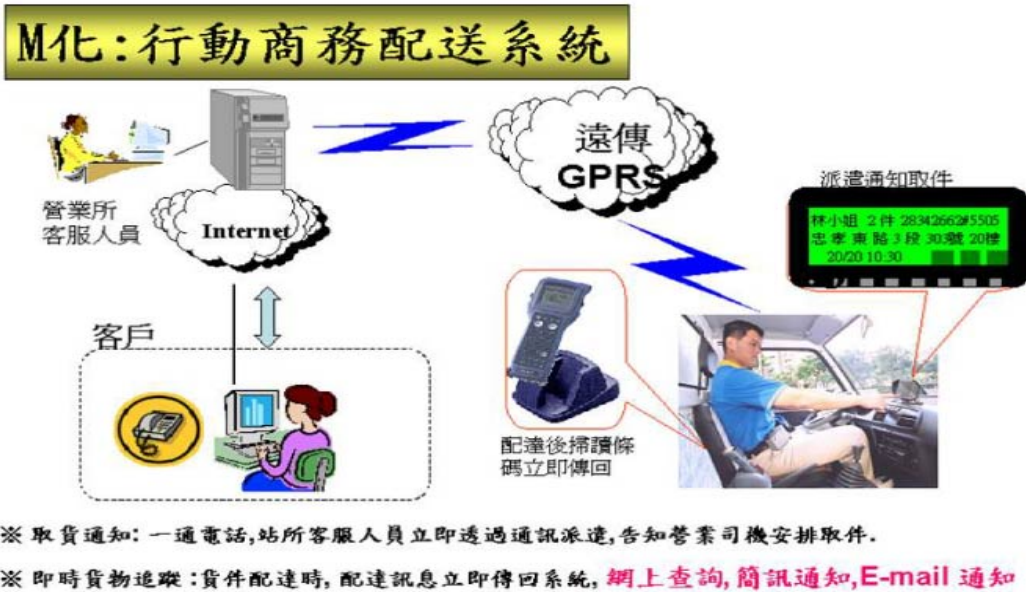 M化:行動商務配送系統
遠傳
GPRS
派遣通知取件
林小姐 2件 28342662#5505
忠孝東路3段303號20樓
20/20 10:30
營業所
客服人員
Internet
客戶
配達後掃讀條
碼立即傳回
※ 取貨通知: 一通電話,站所客服人員立即透過通訊派遣,告知營業司機安排取件.
※ 即時貨物追蹤:貨件配達時, 配達訊息立即傳回系統, 網上查詢,簡訊通知,E-mail 通知